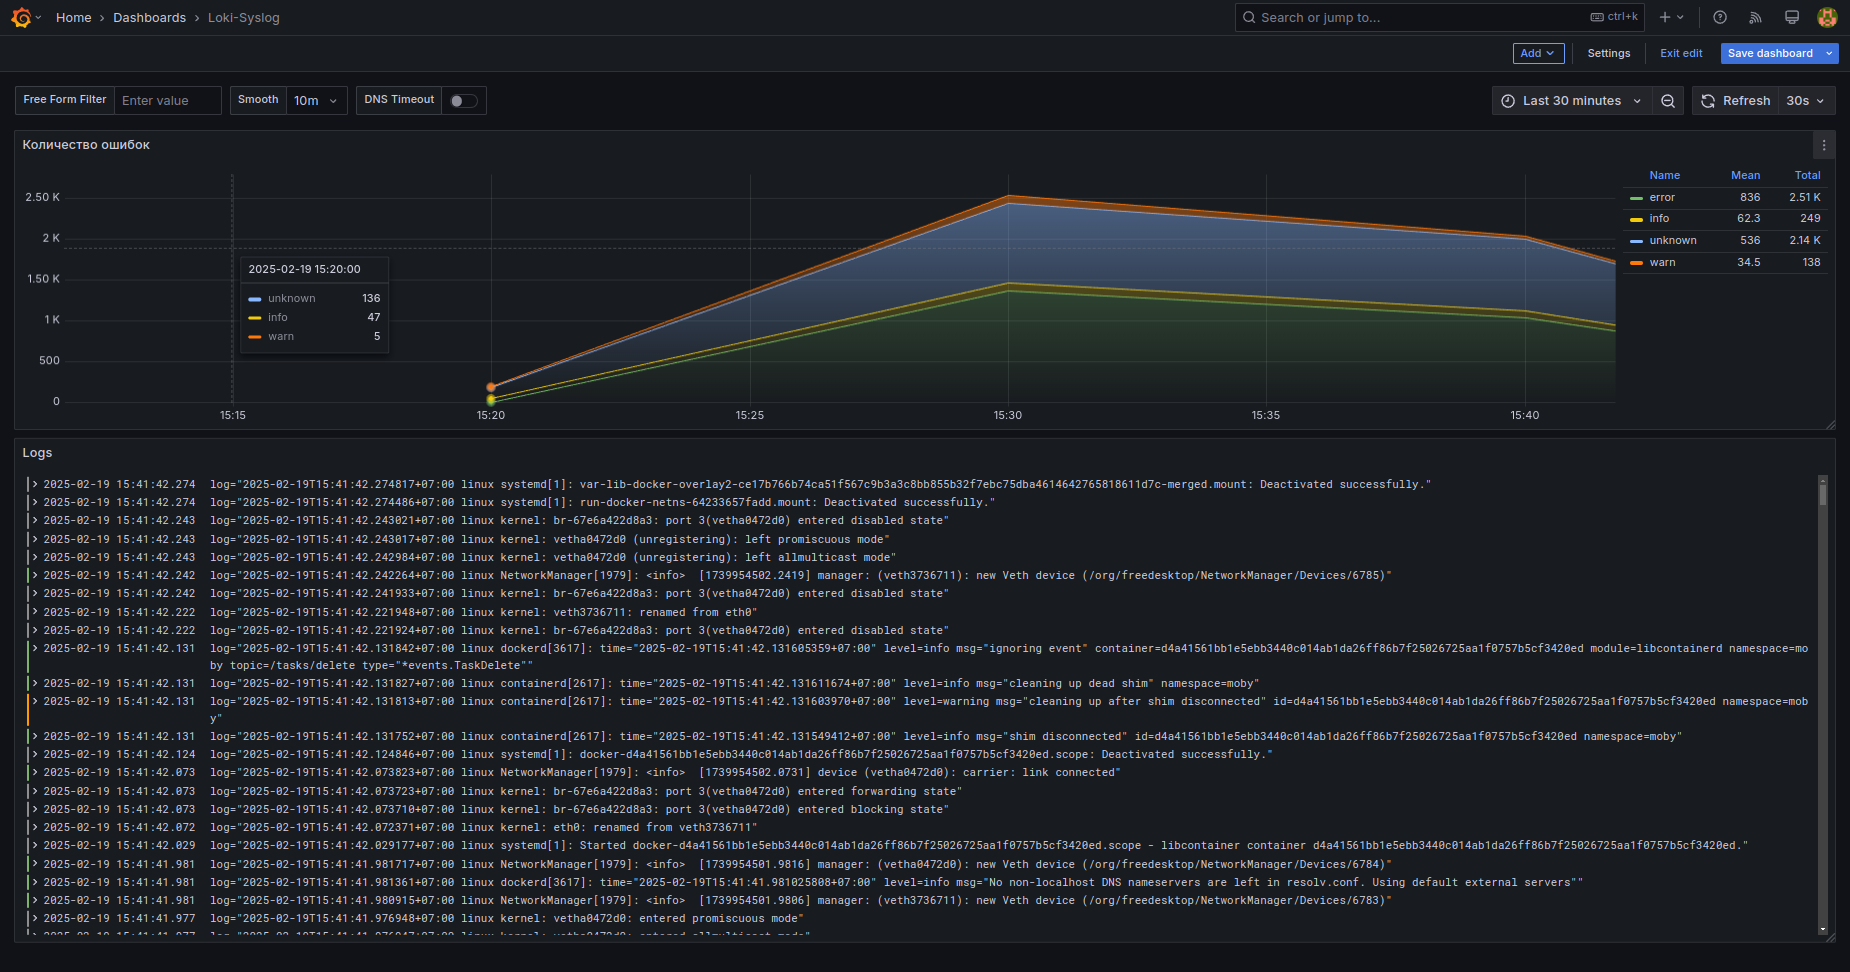 Home › Dashboards › Loki-Syslog
Search or jump to...
ctrl+k
Add
Settings
Exit edit
Save dashboard
Free Form Filter
Enter value
Smooth
10m
DNS Timeout
Last 30 minutes
Refresh
30s
Количество ошибок
2.50 K
2 K
1.50 K
1 K
500
0
15:15
15:20
15:25
15:30
15:35
15:40
2025-02-19 15:20:00
unknown 136
info 47
warn 5
Name Mean Total
error 836 2.51 K
info 62.3 249
unknown 536 2.14 K
warn 34.5 138
Logs
2025-02-19 15:41:42.274 log="2025-02-19T15:41:42.274817+07:00 linux systemd[1]: var-lib-docker-overlay2-ce17b766b74ca51f567c9b3a3c8bb855b32f7ebc75dba4614642765818611d7c-merged.mount: Deactivated successfully."
2025-02-19 15:41:42.274 log="2025-02-19T15:41:42.274486+07:00 linux systemd[1]: run-docker-netns-64233657fadd.mount: Deactivated successfully."
2025-02-19 15:41:42.243 log="2025-02-19T15:41:42.243021+07:00 linux kernel: br-67e6a422d8a3: port 3(vetha0472d0) entered disabled state"
2025-02-19 15:41:42.243 log="2025-02-19T15:41:42.243017+07:00 linux kernel: vetha0472d0 (unregistering): left promiscuous mode"
2025-02-19 15:41:42.243 log="2025-02-19T15:41:42.242984+07:00 linux kernel: vetha0472d0 (unregistering): left allmulticast mode"
2025-02-19 15:41:42.242 log="2025-02-19T15:41:42.242264+07:00 linux NetworkManager[1979]: <info>  [1739954502.2419] manager: (veth3736711): new Veth device (/org/freedesktop/NetworkManager/Devices/6785)"
2025-02-19 15:41:42.242 log="2025-02-19T15:41:42.241933+07:00 linux kernel: br-67e6a422d8a3: port 3(vetha0472d0) entered disabled state"
2025-02-19 15:41:42.222 log="2025-02-19T15:41:42.221948+07:00 linux kernel: veth3736711: renamed from eth0"
2025-02-19 15:41:42.222 log="2025-02-19T15:41:42.221924+07:00 linux kernel: br-67e6a422d8a3: port 3(vetha0472d0) entered disabled state"
2025-02-19 15:41:42.131 log="2025-02-19T15:41:42.131842+07:00 linux dockerd[3617]: time="2025-02-19T15:41:42.131605359+07:00" level=info msg="ignoring event" container=d4a41561bb1e5ebb3440c014ab1da26ff86b7f25026725aa1f0757b5cf3420ed module=libcontainerd namespace=mo
by topic=/tasks/delete type="*events.TaskDelete""
2025-02-19 15:41:42.131 log="2025-02-19T15:41:42.131827+07:00 linux containerd[2617]: time="2025-02-19T15:41:42.131611674+07:00" level=info msg="cleaning up dead shim" namespace=moby"
2025-02-19 15:41:42.131 log="2025-02-19T15:41:42.131813+07:00 linux containerd[2617]: time="2025-02-19T15:41:42.131603970+07:00" level=warning msg="cleaning up after shim disconnected" id=d4a41561bb1e5ebb3440c014ab1da26ff86b7f25026725aa1f0757b5cf3420ed namespace=mob
y"
2025-02-19 15:41:42.131 log="2025-02-19T15:41:42.131752+07:00 linux containerd[2617]: time="2025-02-19T15:41:42.131549412+07:00" level=info msg="shim disconnected" id=d4a41561bb1e5ebb3440c014ab1da26ff86b7f25026725aa1f0757b5cf3420ed namespace=moby"
2025-02-19 15:41:42.124 log="2025-02-19T15:41:42.124846+07:00 linux systemd[1]: docker-d4a41561bb1e5ebb3440c014ab1da26ff86b7f25026725aa1f0757b5cf3420ed.scope: Deactivated successfully."
2025-02-19 15:41:42.073 log="2025-02-19T15:41:42.073823+07:00 linux NetworkManager[1979]: <info>  [1739954502.0731] device (vetha0472d0): carrier: link connected"
2025-02-19 15:41:42.073 log="2025-02-19T15:41:42.073723+07:00 linux kernel: br-67e6a422d8a3: port 3(vetha0472d0) entered forwarding state"
2025-02-19 15:41:42.073 log="2025-02-19T15:41:42.073710+07:00 linux kernel: br-67e6a422d8a3: port 3(vetha0472d0) entered blocking state"
2025-02-19 15:41:42.072 log="2025-02-19T15:41:42.072371+07:00 linux kernel: eth0: renamed from veth3736711"
2025-02-19 15:41:42.029 log="2025-02-19T15:41:42.029177+07:00 linux systemd[1]: Started docker-d4a41561bb1e5ebb3440c014ab1da26ff86b7f25026725aa1f0757b5cf3420ed.scope - libcontainer container d4a41561bb1e5ebb3440c014ab1da26ff86b7f25026725aa1f0757b5cf3420ed."
2025-02-19 15:41:41.981 log="2025-02-19T15:41:41.981717+07:00 linux NetworkManager[1979]: <info>  [1739954501.9816] manager: (vetha0472d0): new Veth device (/org/freedesktop/NetworkManager/Devices/6784)"
2025-02-19 15:41:41.981 log="2025-02-19T15:41:41.981361+07:00 linux dockerd[3617]: time="2025-02-19T15:41:41.981025808+07:00" level=info msg="No non-localhost DNS nameservers are left in resolv.conf. Using default external servers""
2025-02-19 15:41:41.981 log="2025-02-19T15:41:41.980915+07:00 linux NetworkManager[1979]: <info>  [1739954501.9806] manager: (veth3736711): new Veth device (/org/freedesktop/NetworkManager/Devices/6783)"
2025-02-19 15:41:41.977 log="2025-02-19T15:41:41.976948+07:00 linux kernel: vetha0472d0: entered promiscuous mode"